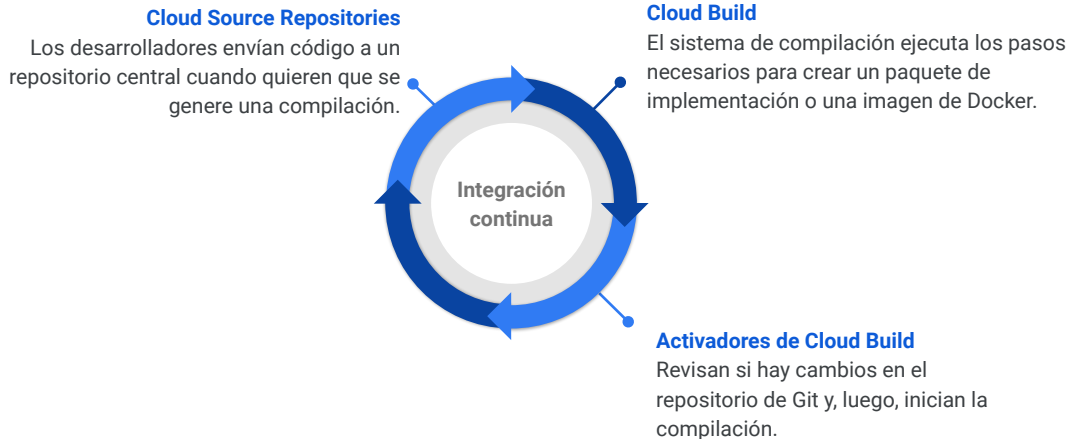 Cloud Source Repositories
Los desarrolladores envían código a un
repositorio central cuando quieren que se
genere una compilación.
Cloud Build
El sistema de compilación ejecuta los pasos
necesarios para crear un paquete de
implementación o una imagen de Docker.
Integración
continua
Activadores de Cloud Build
Revisan si hay cambios en el
repositorio de Git y, luego, inician la
compilación.